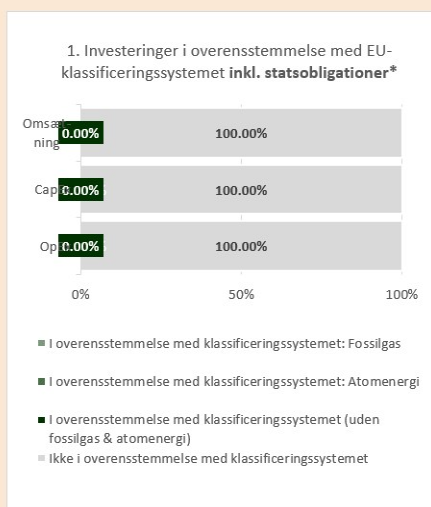 1. Investeringer i overensstemmelse med EU-
klassificeringssystemet inkl. statsobligationer*
Omsæt-
ning
0.00%
100.00%
0.00%
100.00%
0.00%
100.00%
0%
50%
100%
I overensstemmelse med klassificeringssystemet: Fossilgas
I overensstemmelse med klassificeringssystemet: Atomenergi
I overensstemmelse med klassificeringssystemet (uden
fossilgas & atomenergi)
Ikke i overensstemmelse med klassificeringssystemet